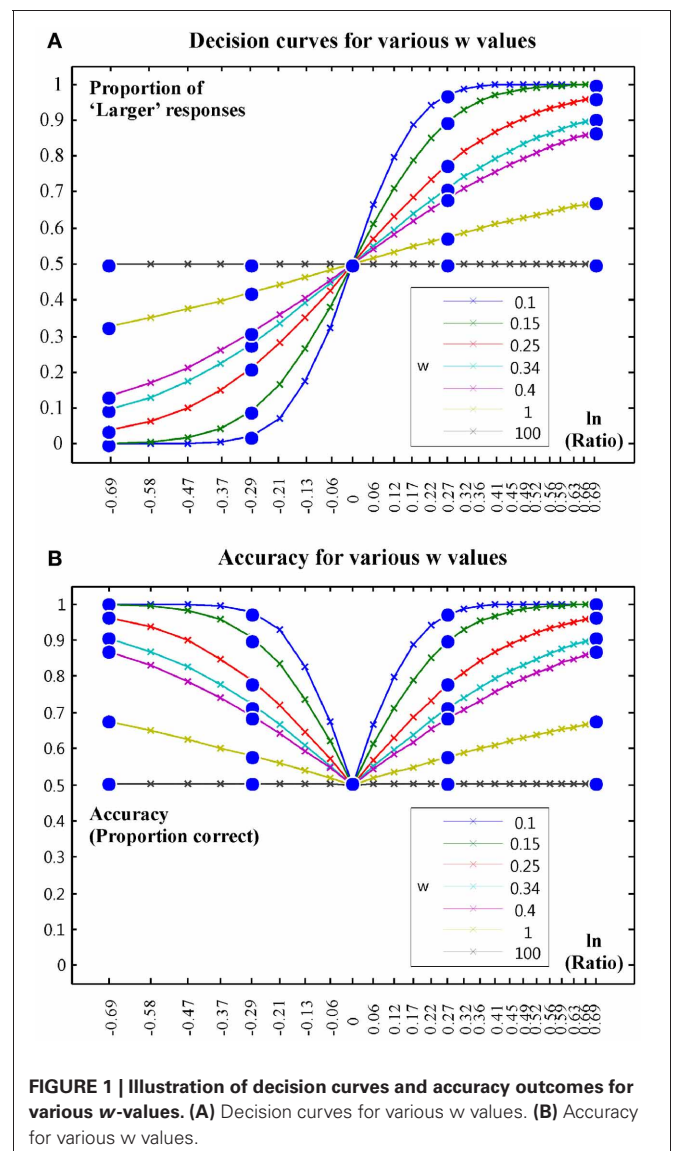 A
Decision curves for various w values
Proportion of
‘Larger’ responses
1
0.9
0.8
0.7
0.6
0.5
0.4
0.3
0.2
0.1
0
w
0.1
0.15
0.25
0.34
0.4
1
100
ln
(Ratio)
-0.69 -0.58 -0.47 -0.37 -0.29 -0.21 -0.13 -0.06 0 0.06 0.12 0.17 0.22 0.27 0.32 0.36 0.41 0.45 0.49 0.52 0.56 0.59 0.63 0.66 0.68 0.69
B
Accuracy for various w values
1
0.9
0.8
0.7
0.6
0.5
0.4
0.3
0.2
0.1
0
Accuracy
(Proportion correct)
w
0.1
0.15
0.25
0.34
0.4
1
100
ln
(Ratio)
-0.69 -0.58 -0.47 -0.37 -0.29 -0.21 -0.13 -0.06 0 0.06 0.12 0.17 0.22 0.27 0.32 0.36 0.41 0.45 0.49 0.52 0.56 0.59 0.63 0.66 0.68 0.69
FIGURE 1 | Illustration of decision curves and accuracy outcomes for
various w-values. (A) Decision curves for various w values. (B) Accuracy
for various w values.